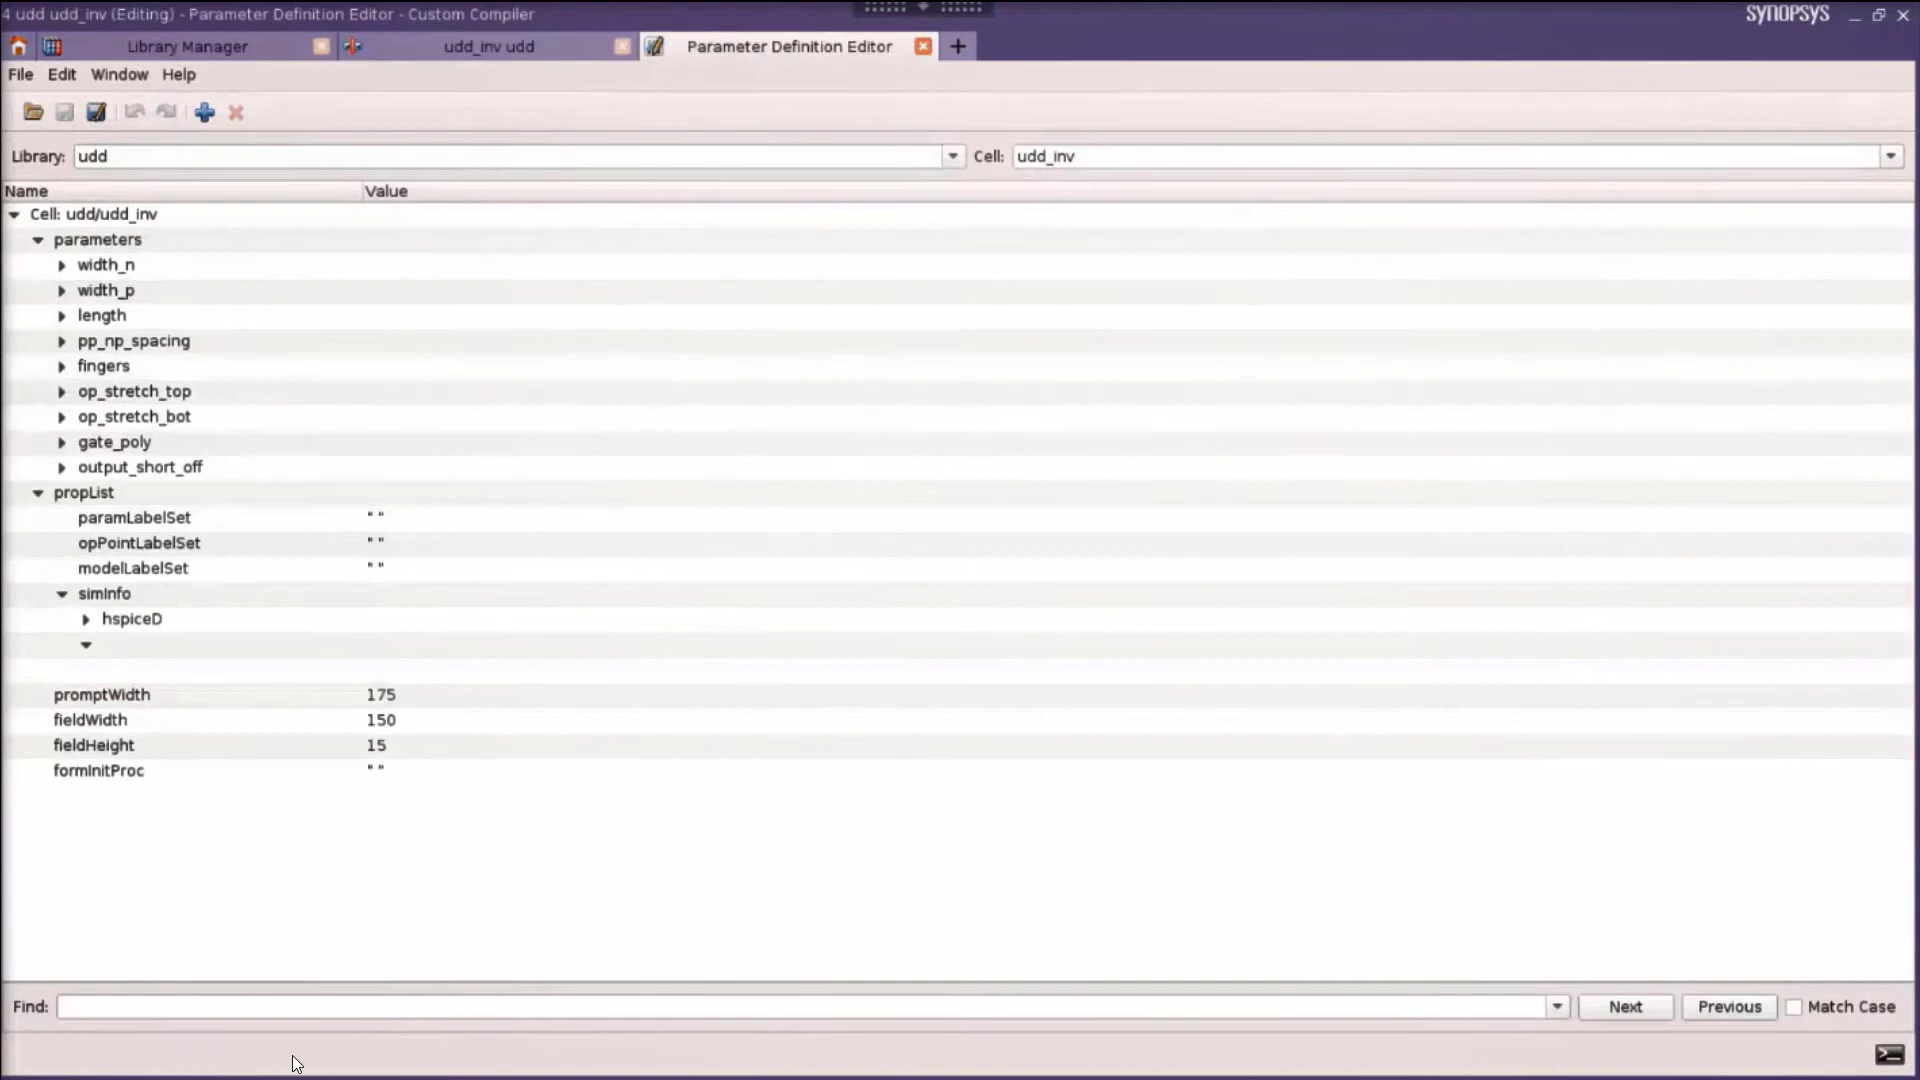 4 udd udd_inv (Editing) - Parameter Definition Editor - Custom Compiler
SYNOPSYS
Library Manager
udd_inv udd
Parameter Definition Editor
File Edit Window Help
Library: udd Cell: udd_inv
Name Value
Cell: udd/udd_inv
parameters
width_n
width_p
length
pp_np_spacing
fingers
op_stretch_top
op_stretch_bot
gate_poly
output_short_off
propList
paramLabelSet " "
opPointLabelSet " "
modelLabelSet " "
simInfo
hspiceD
promptWidth 175
fieldWidth 150
fieldHeight 15
formInitProc " "
Find: Next Previous Match Case